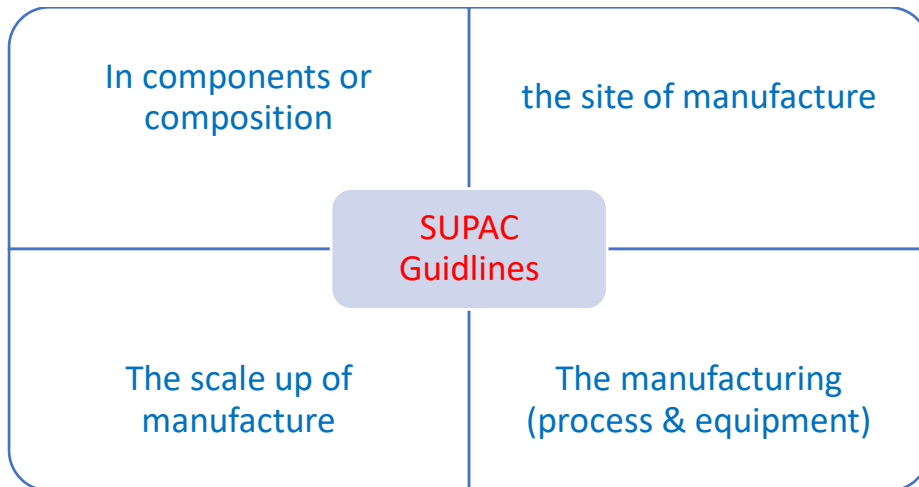 In components or
composition
the site of manufacture
SUPAC
Guidlines
The scale up of
manufacture
The manufacturing
(process & equipment)